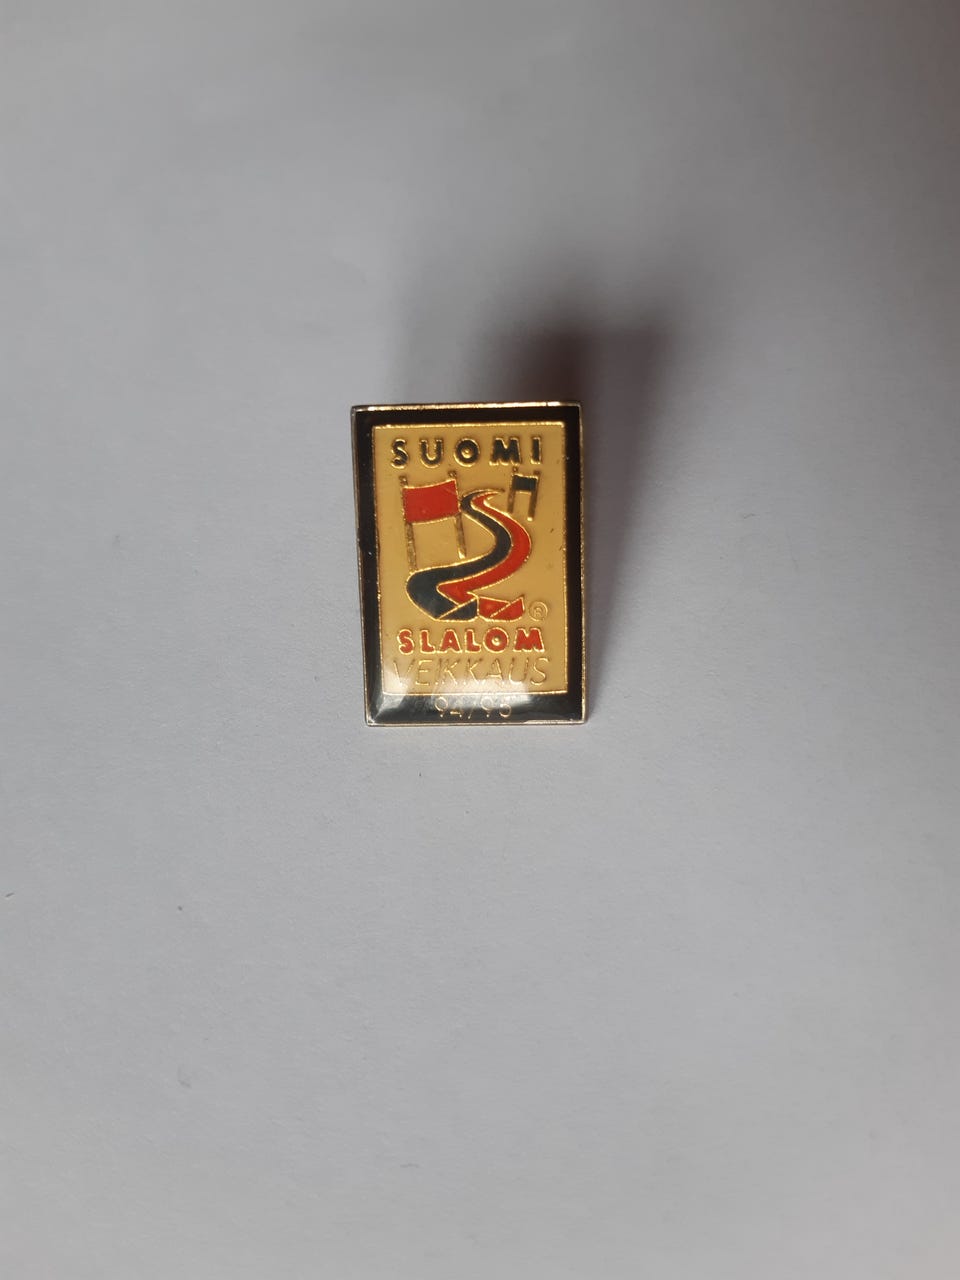 SUOMI
®
SLALOM
VEIKKAUS
94/95